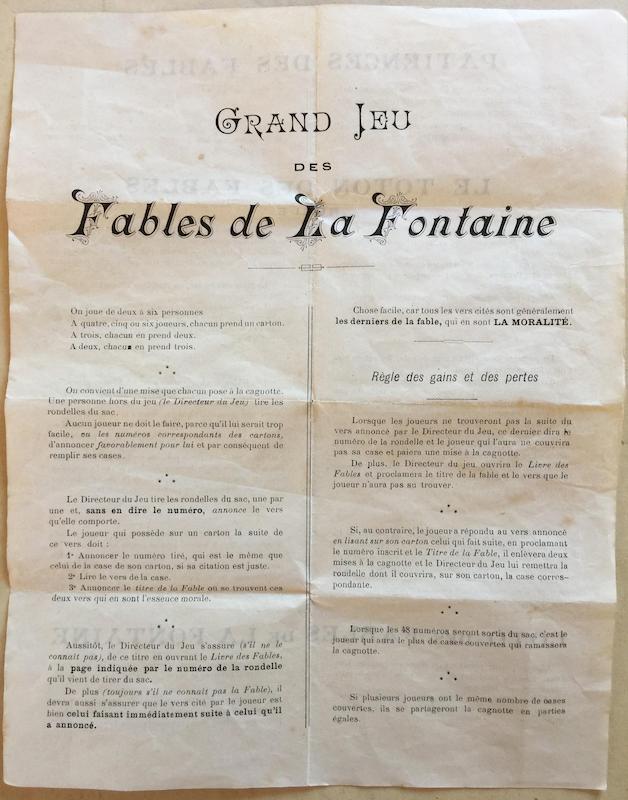 GRAND JEU
DES
Fables de La Fontaine
On joue de deux à six personnes
A quatre, cinq ou six joueurs, chacun prend un carton.
A trois, chacun en prend deux.
A deux, chacun en prend trois.
On convient d'une mise que chacun pose à la cagnotte.
Une personne hors du jeu (le Directeur du Jeu) tire les
rondelles du sac.
Aucun joueur ne doit le faire, parce qu'il lui serait trop
facile, vu les numéros correspondants des cartons,
d'annoncer favorablement pour lui et par conséquent de
remplir ses cases.
Le Directeur du Jeu tire les rondelles du sac, une par
une et, sans en dire le numéro, annonce le vers
qu'elle comporte.
Le joueur qui possède sur un carton la suite de
ce vers doit :
1º Annoncer le numéro tiré, qui est le même que
celui de la case de son carton, si sa citation est juste.
2º Lire le vers de la case.
3º Annoncer le titre de la Fable où se trouvent ces
deux vers qui en sont l'essence morale.
Aussitôt, le Directeur du Jeu s'assure (s'il ne le
connaît pas), de ce titre en ouvrant le Livre des Fables,
à la page indiquée par le numéro de la rondelle
qu'il vient de tirer du sac.
De plus (toujours s'il ne connaît pas la Fable), il
devra aussi s'assurer que le vers cité par le joueur est
bien celui faisant immédiatement suite à celui qu'il
a annoncé.
Chose facile, car tous les vers cités sont généralement
les derniers de la fable, qui en sont LA MORALITÉ.
Règle des gains et des pertes
Lorsque les joueurs ne trouveront pas la suite du
vers annoncé par le Directeur du Jeu, ce dernier dira le
numéro de la rondelle et le joueur qui l'aura ne couvrira
pas sa case et paiera une mise à la cagnotte.
De plus, le Directeur du jeu ouvrira le Livre des
Fables et proclamera le titre de la fable et le vers que le
joueur n'aura pas su trouver.
Si, au contraire, le joueur a répondu au vers annoncé
en lisant sur son carton celui qui fait suite, en proclamant
le numéro inscrit et le Titre de la Fable, il enlèvera deux
mises à la cagnotte et le Directeur du Jeu lui remettra la
rondelle dont il couvrira, sur son carton, la case corres-
pondante.
Lorsque les 48 numéros seront sortis du sac, c'est le
joueur qui aura le plus de cases couvertes qui ramassera
la cagnotte.
Si plusieurs joueurs ont le même nombre de cases
couvertes, ils se partageront la cagnotte en parties
égales.